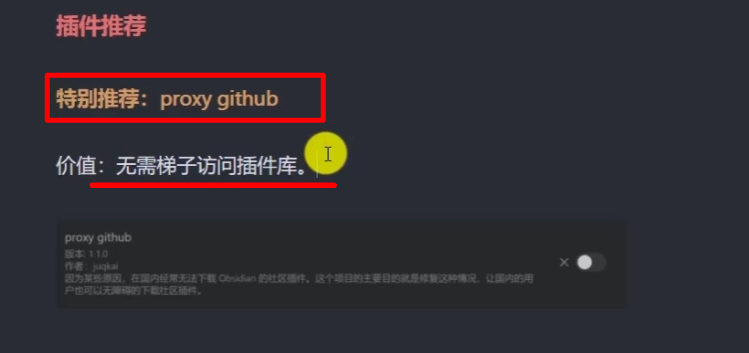 插件推荐
特别推荐：proxy github
价值：无需梯子访问插件库。
proxy github
版本: 1.1.0
作者：juqkai
因为某些原因，在国内经常无法下载 Obsidian 的社区插件。这个项目的主要目的就是修复这种情况，让国内的用
户也可以无障碍的下载社区插件。